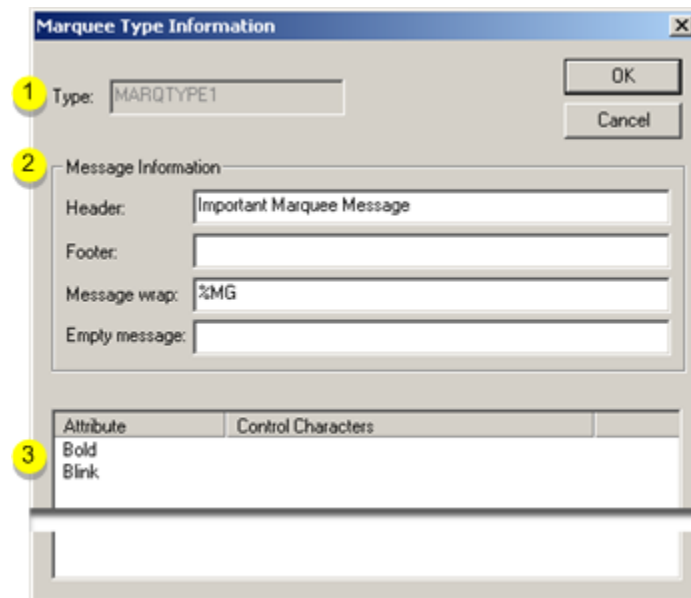 Marquee Type Information
1
Type: MARQTYPE1
OK
Cancel
2
Message Information
Header: Important Marquee Message
Footer:
Message wrap: %MG
Empty message:
Attribute Control Characters
3
Bold
Blink